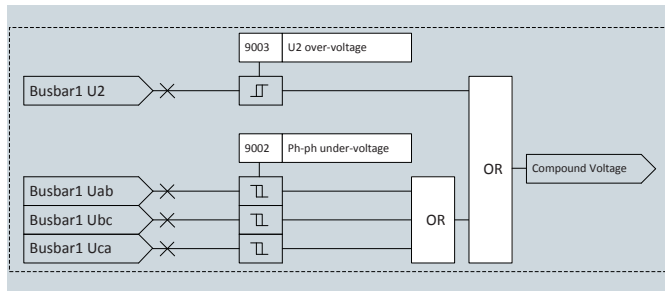 9003 U2 over-voltage
Busbar1 U2
9002 Ph-ph under-voltage
Busbar1 Uab
Busbar1 Ubc
Busbar1 Uca
OR
OR
Compound Voltage